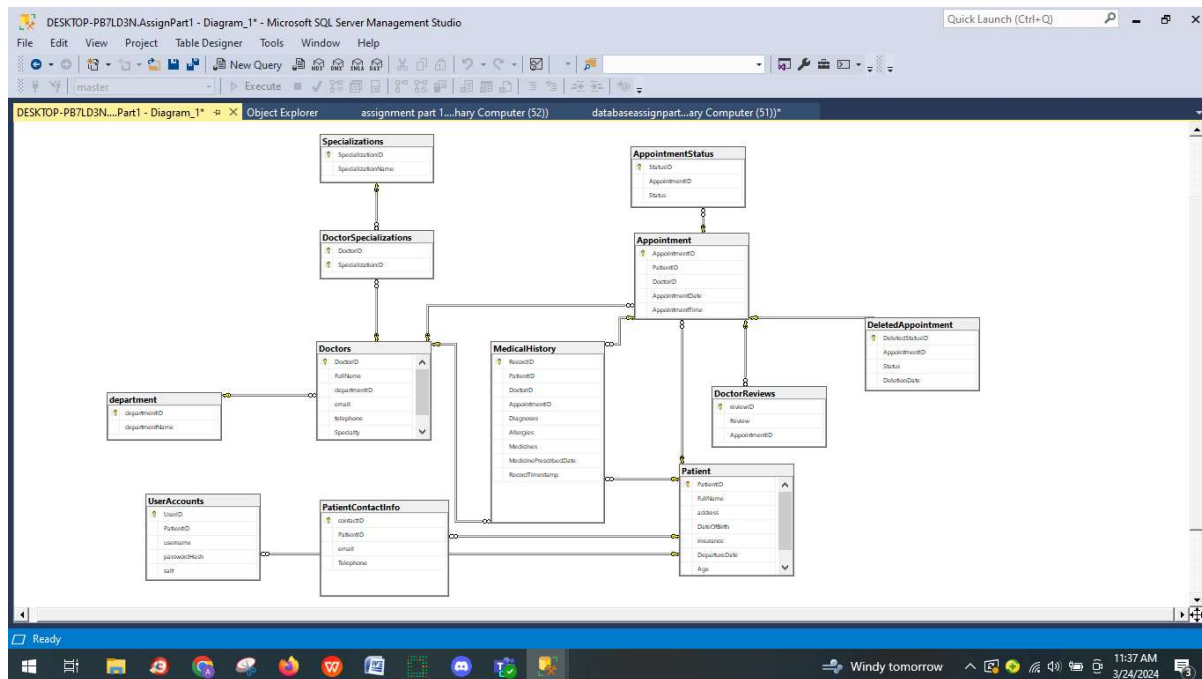 DESKTOP-PB7LD3N.AssignPart1 - Diagram_1* - Microsoft SQL Server Management Studio
Quick Launch (Ctrl+Q)
File Edit View Project Table Designer Tools Window Help
New Query MDX DMX XMLA DAX
master Execute
DESKTOP-PB7LD3N....Part1 - Diagram_1* Object Explorer assignment part 1....hary Computer (52)) databaseassignpart...ary Computer (51))*
Specializations
SpecializationID
SpecializationName
AppointmentStatus
StatusID
AppointmentID
Status
DoctorSpecializations
DoctorID
SpecializationID
Appointment
AppointmentID
PatientID
DoctorID
AppointmentDate
AppointmentTime
DeletedAppointment
DeletedStatusID
AppointmentID
Status
DeletionDate
Doctors
DoctorID
FullName
departmentID
email
telephone
Specialty
MedicalHistory
RecordID
PatientID
DoctorID
AppointmentID
Diagnoses
Allergies
Medicines
MedicinePrescribedDate
RecordTimestamp
DoctorReviews
reviewID
Review
AppointmentID
department
departmentID
departmentName
Patient
PatientID
FullName
address
DateOfBirth
insurance
DepartureDate
Age
UserAccounts
UserID
PatientID
username
passwordHash
salt
PatientContactInfo
contactID
PatientID
email
Telephone
Ready
Windy tomorrow
11:37 AM
3/24/2024